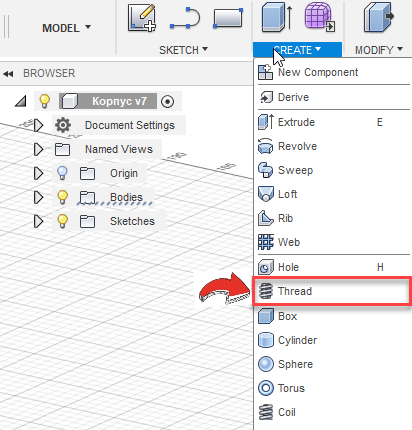 MODEL
SKETCH
CREATE
MODIFY
BROWSER
Корпус v7
Document Settings
Named Views
Origin
Bodies
Sketches
New Component
Derive
Extrude E
Revolve
Sweep
Loft
Rib
Web
Hole H
Thread
Box
Cylinder
Sphere
Torus
Coil